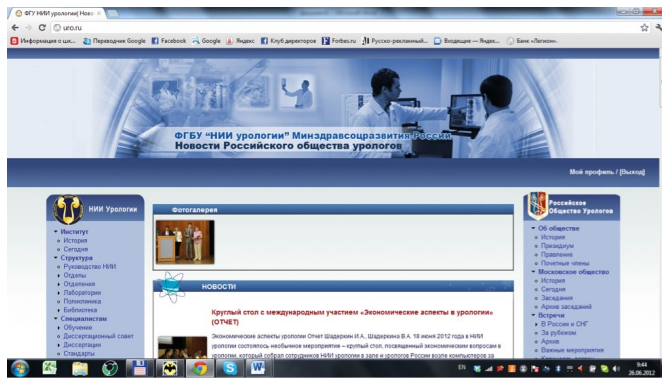 ФГУ НИИ урологии| Ново
uro.ru
Переводчик Google
Facebook
Google
Яндекс
Клуб директоров
Forbes.ru
Входящие — Яндекс...
Банк «Легион».
ФГБУ "НИИ урологии" Минздравсоцразвития России
Новости Российского общества урологов
Мой профиль / [Выход]
НИИ Урологии
Институт
История
Сегодня
Структура
Руководство НИИ
Отделы
Отделения
Лаборатории
Поликлиника
Библиотека
Специалистам
Обучение
Диссертационный совет
Диссертации
Стандарты
Фотогалерея
НОВОСТИ
Круглый стол с международным участием «Экономические аспекты в урологии»
(ОТЧЕТ)
Экономические аспекты урологии Отчет Шадеркин И.А., Шадеркина В.А. 18 июня 2012 года в НИИ
урологии состоялось необычное мероприятие – круглый стол, посвященный экономическим вопросам в
урологии, который собрал сотрудников НИИ урологии в зале и урологов России возле компьютеров за
Российское
Общество Урологов
Об обществе
История
Президиум
Правление
Почетные члены
Московское общество
История
Сегодня
Заседания
Архив заседаний
Встречи
В России и СНГ
За рубежом
Архив
Важные мероприятия
EN
9:44
26.06.2012